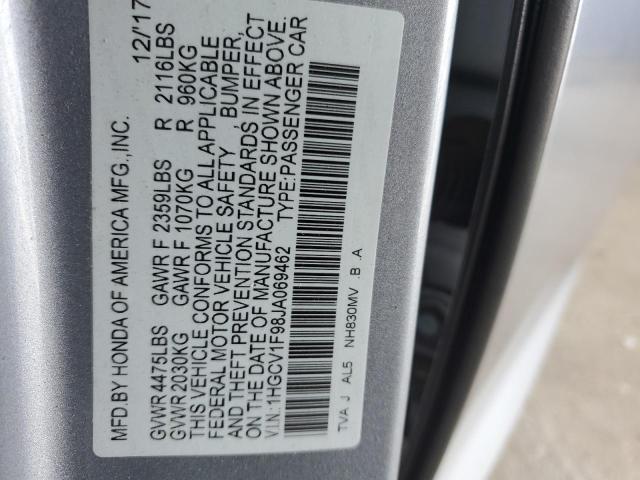 MFD.BY HONDA OF AMERICA MFG.,INC. 12/17
GVWR 4475LBS GAWR F 2359LBS R 2116LBS
GVWR 2030KG GAWR F 1070KG R 960KG
THIS VEHICLE CONFORMS TO ALL APPLICABLE
FEDERAL MOTOR VEHICLE SAFETY, BUMPER,
AND THEFT PREVENTION STANDARDS IN EFFECT
ON THE DATE OF MANUFACTURE SHOWN ABOVE.
V.I.N.:1HGCV1F98JA069462 TYPE:PASSENGER CAR
TVA J AL5 NH830MV .B .A